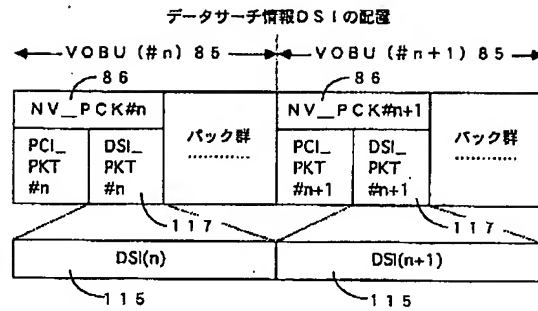 データサーチ情報DSIの配置
VOBU (#n) 85
VOBU (#n+1) 85
86
86
NV_PCK#n
パック群
NV_PCK#n+1
パック群
PCI_
PKT
#n
DSI_
PKT
#n
PCI_
PKT
#n+1
DSI_
PKT
#n+1
117
117
DSI(n)
DSI(n+1)
115
115